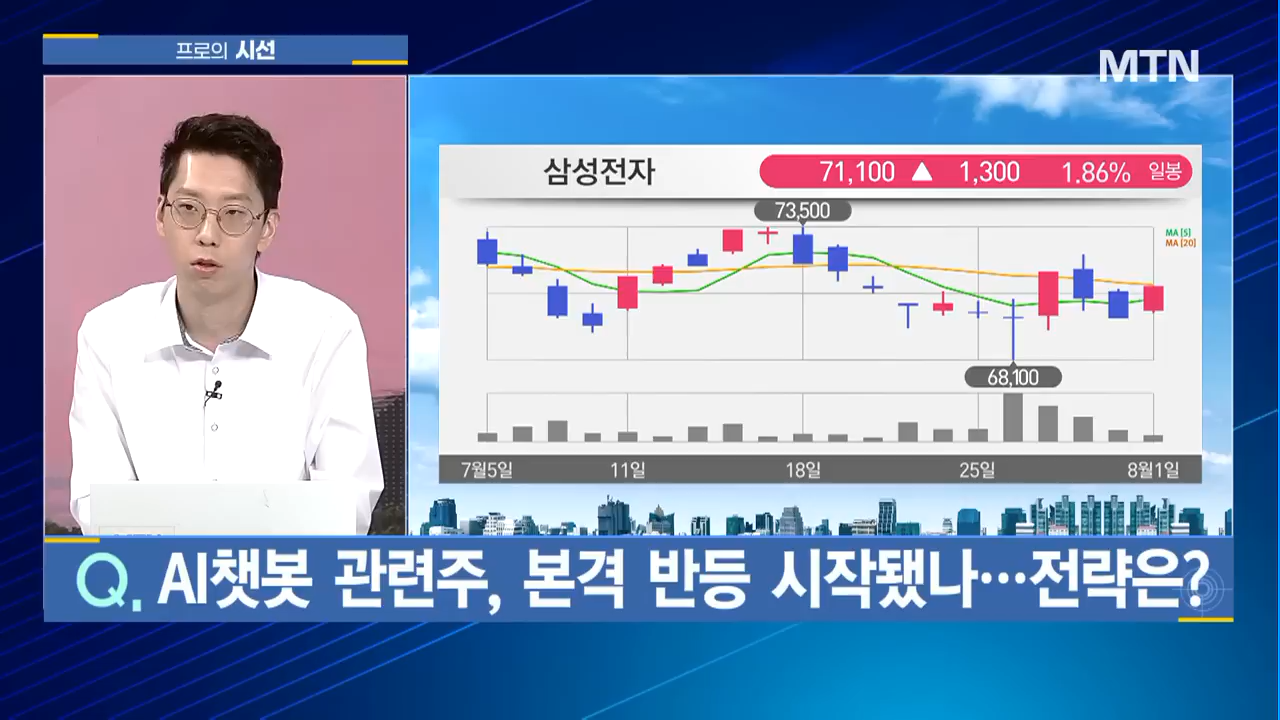 프로의 시선
MTN
삼성전자
71,100 ▲ 1,300 1.86% 일봉
73,500
MA [5]
MA [20]
68,100
7월5일 11일 18일 25일 8월1일
Q. AI챗봇 관련주, 본격 반등 시작됐나…전략은?